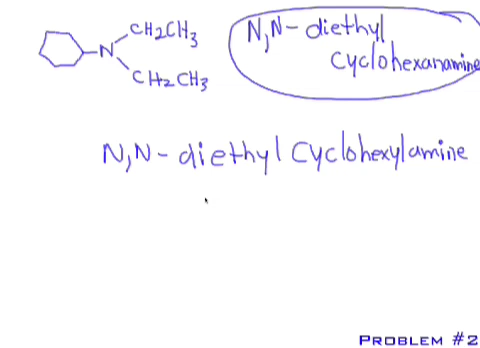 CH2CH3
N
CH2CH3
N,N- diethyl
cyclohexanamine
N,N- diethyl cyclohexylamine
PROBLEM #2